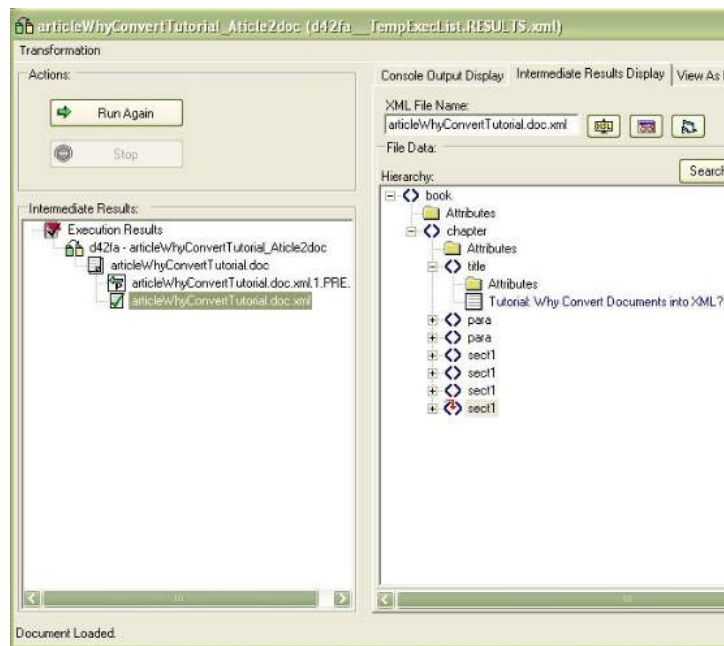 articleWhyConvertTutorial_Aticle2doc (d42fa__TempExecList.RESULTS.xml)
Transformation
Actions:
Run Again
Stop
Intermediate Results:
Execution Results
d42fa - articleWhyConvertTutorial_Aticle2doc
articleWhyConvertTutorial.doc
articleWhyConvertTutorial.doc.xml.1.PRE.
articleWhyConvertTutorial.doc.xml
Console Output Display
Intermediate Results Display
View As
XML File Name:
articleWhyConvertTutorial.doc.xml
XSL
File Data:
Hierarchy:
Search
book
Attributes
chapter
Attributes
title
Attributes
Tutorial: Why Convert Documents into XML?
para
para
sect1
sect1
sect1
sect1
Document Loaded.